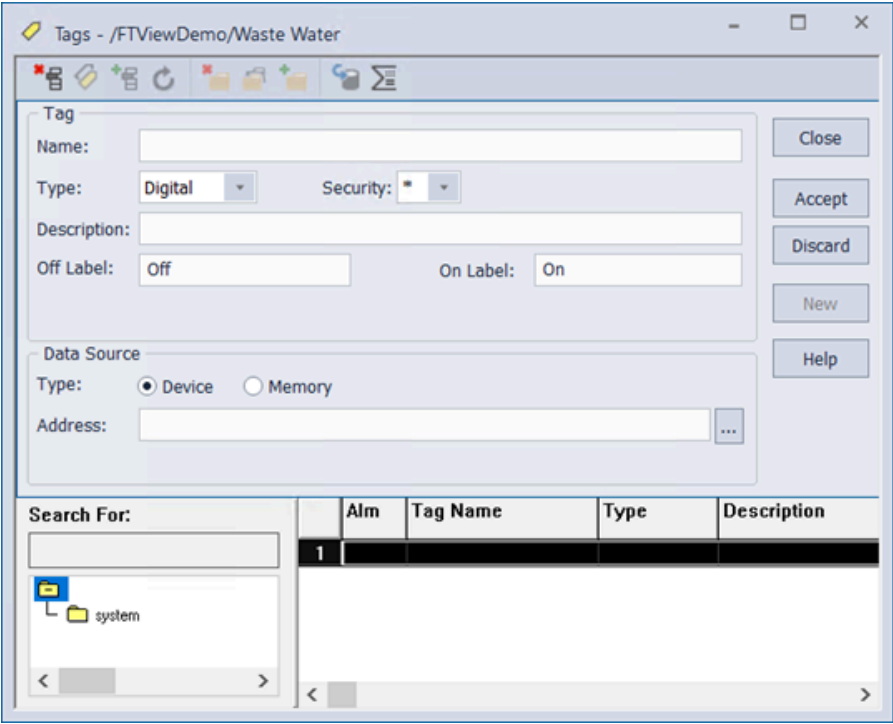 Tags - /FTViewDemo/Waste Water
Tag
Name:
Close
Type: Digital Security: *
Accept
Description:
Discard
Off Label: Off On Label: On
New
Data Source
Help
Type: Device Memory
Address: ...
Search For:
Alm Tag Name Type Description
1
system